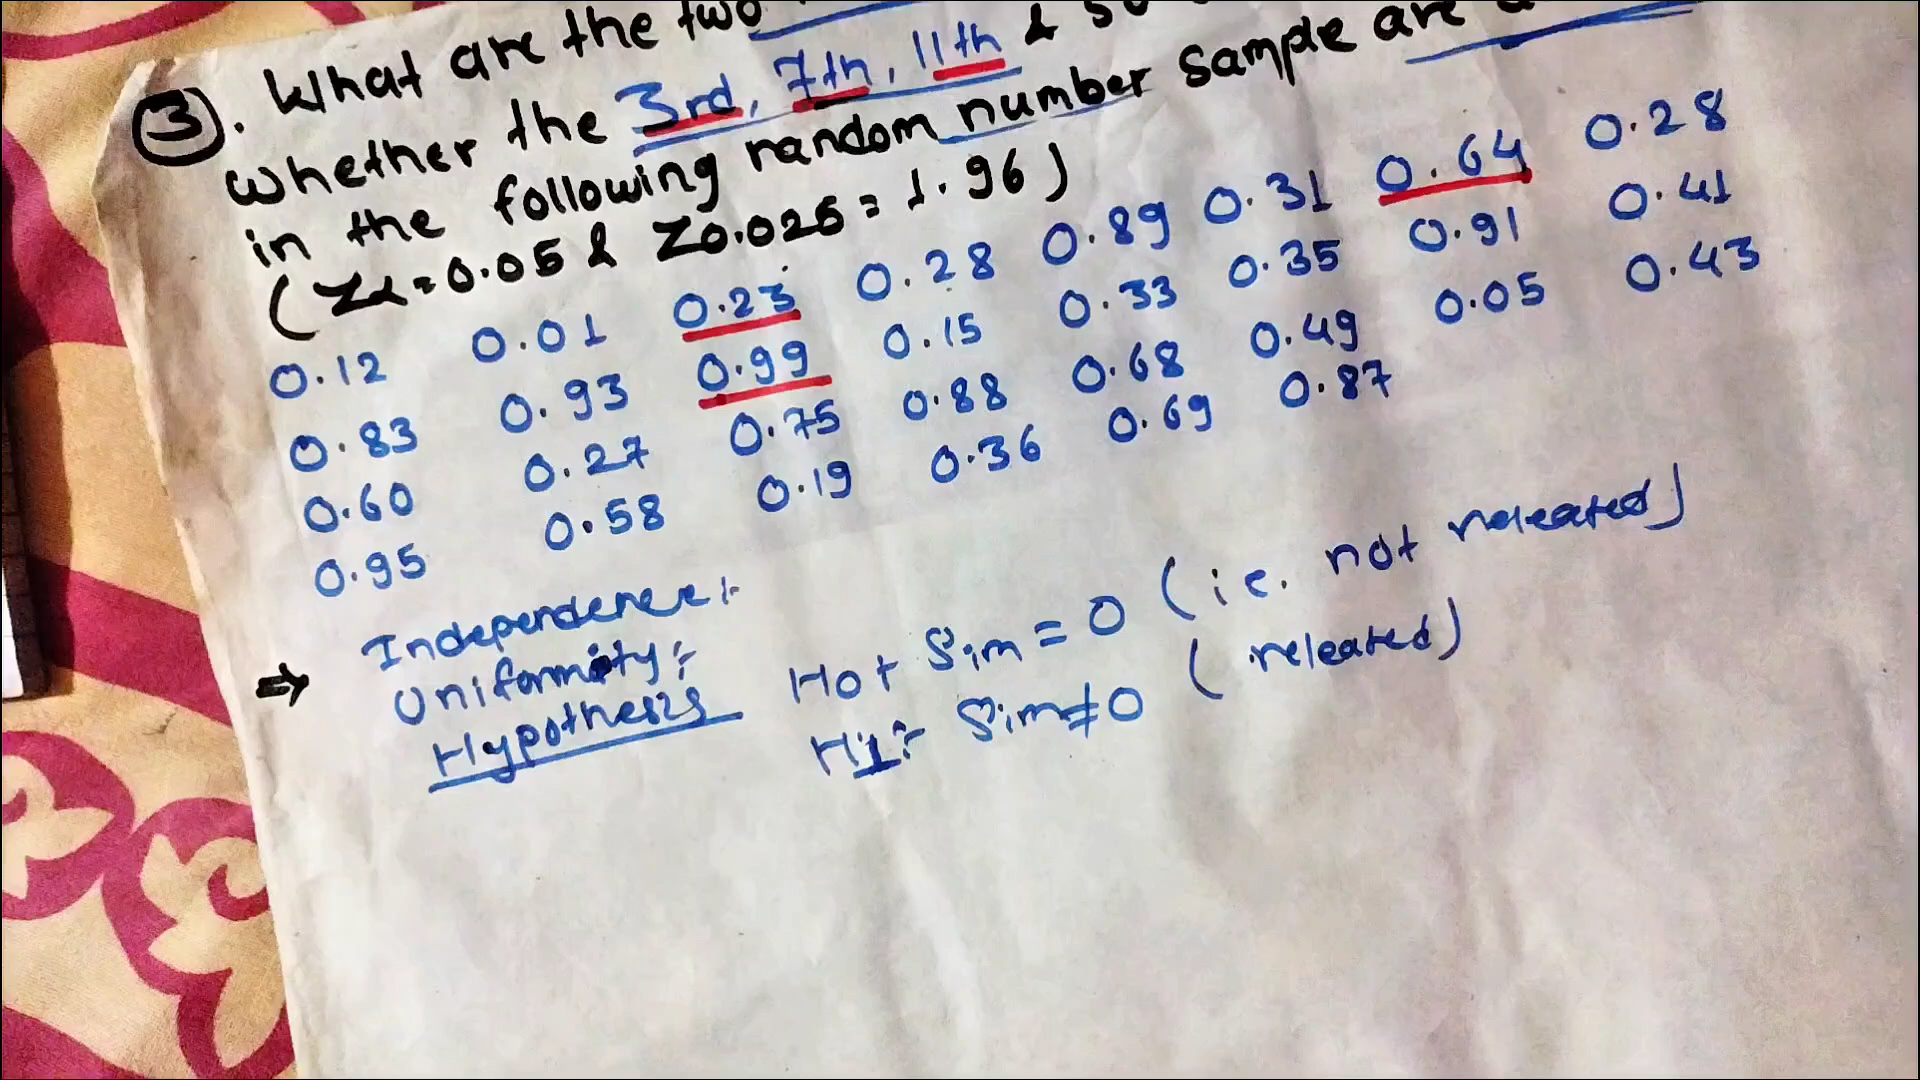 3. What are the two
whether the 3rd, 7th, 11th & so
in the following random number sample are
(Zα=0.05 & Z0.025 = 1.96)
0.12 0.01 0.23 0.28 0.89 0.31 0.64 0.28
0.83 0.93 0.99 0.15 0.33 0.35 0.91 0.41
0.60 0.27 0.75 0.88 0.68 0.49 0.05 0.43
0.95 0.58 0.19 0.36 0.69 0.87
⇒ Independence:-
Uniformity:-
Hypothesis H0: Sim = 0 (i.e. not releated)
H1:- Sim≠0 (releated)